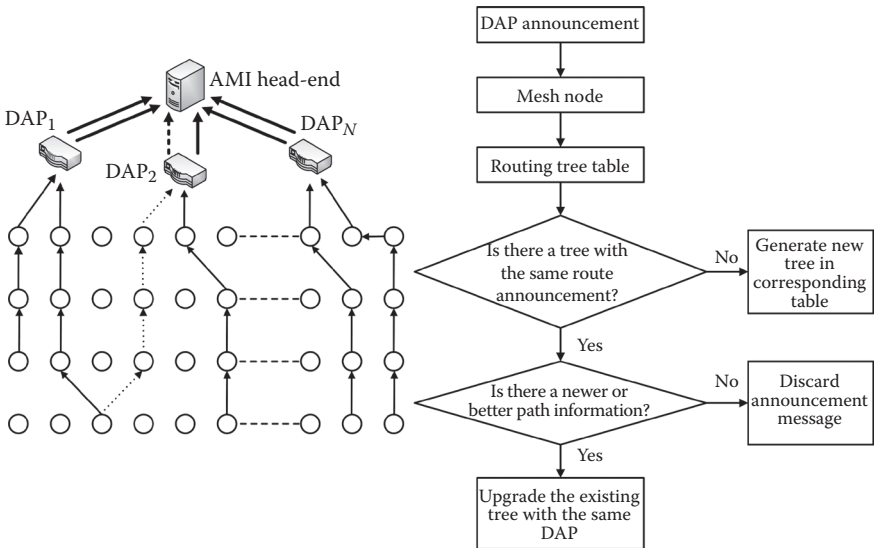 AMI head-end
DAP1
DAP2
DAPN
DAP announcement
Mesh node
Routing tree table
Is there a tree with
the same route
announcement?
No
Generate new
tree in
corresponding
table
Yes
Is there a newer or
better path information?
No
Discard
announcement
message
Yes
Upgrade the existing
tree with the same
DAP